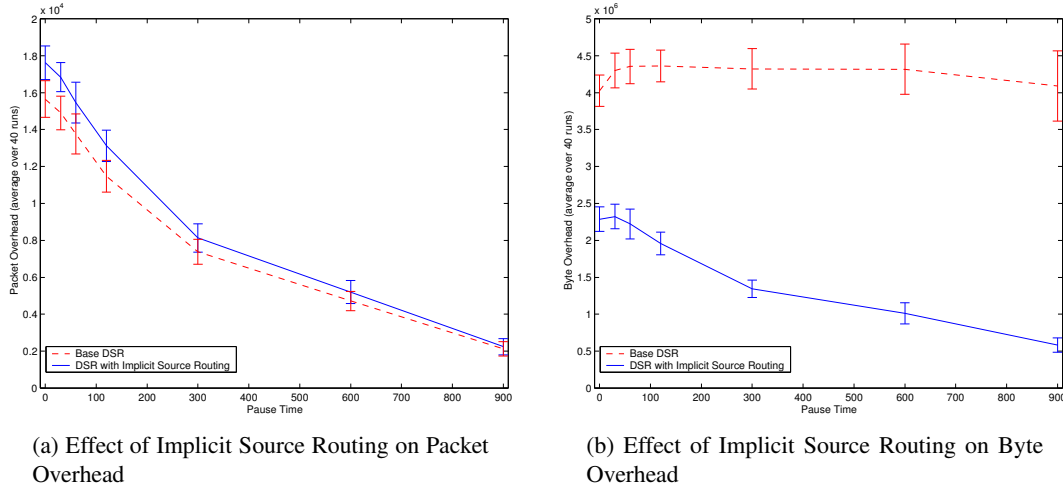 x 10^4
2
1.8
1.6
1.4
1.2
1
0.8
0.6
0.4
0.2
0
Packet Overhead (average over 40 runs)
Base DSR
DSR with Implicit Source Routing
0 100 200 300 400 500 600 700 800 900
Pause Time
(a) Effect of Implicit Source Routing on Packet
Overhead
x 10^6
5
4.5
4
3.5
3
2.5
2
1.5
1
0.5
0
Byte Overhead (average over 40 runs)
Base DSR
DSR with Implicit Source Routing
0 100 200 300 400 500 600 700 800 900
Pause Time
(b) Effect of Implicit Source Routing on Byte
Overhead